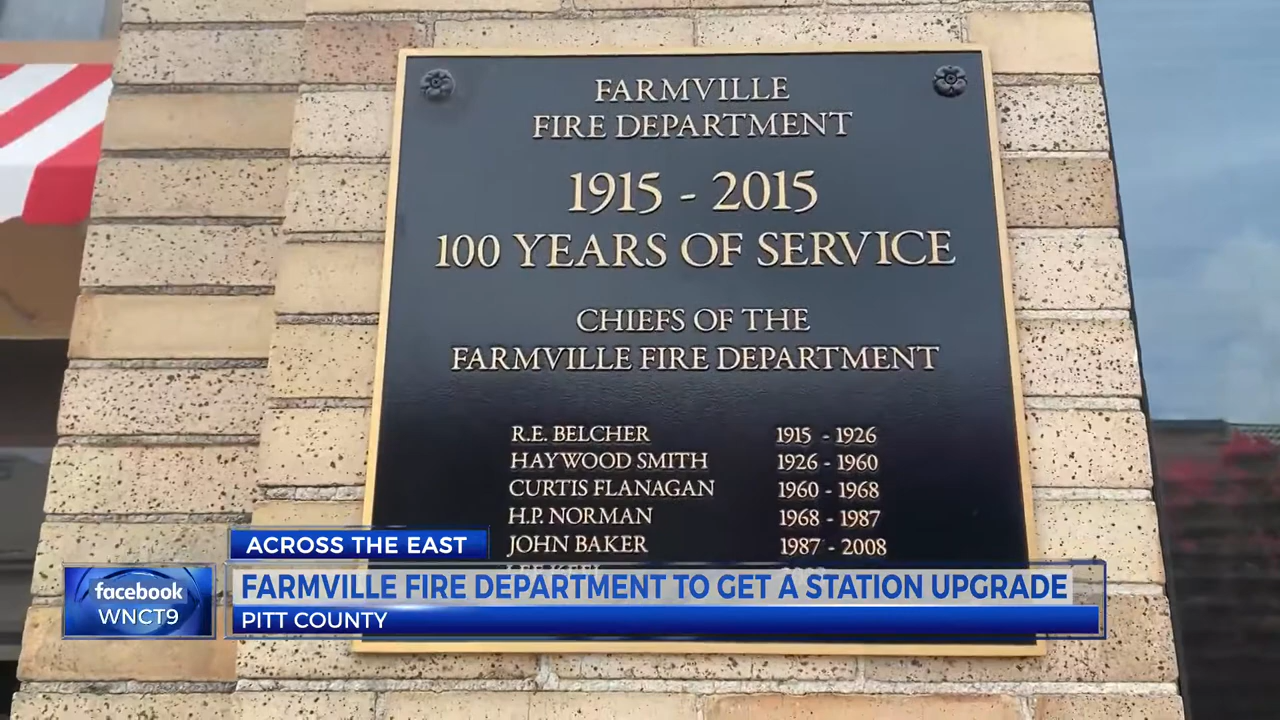 FARMVILLE
FIRE DEPARTMENT
1915 - 2015
100 YEARS OF SERVICE
CHIEFS OF THE
FARMVILLE FIRE DEPARTMENT
R.E. BELCHER 1915 - 1926
HAYWOOD SMITH 1926 - 1960
CURTIS FLANAGAN 1960 - 1968
H.P. NORMAN 1968 - 1987
JOHN BAKER 1987 - 2008
ACROSS THE EAST
FARMVILLE FIRE DEPARTMENT TO GET A STATION UPGRADE
PITT COUNTY
facebook
WNCT9